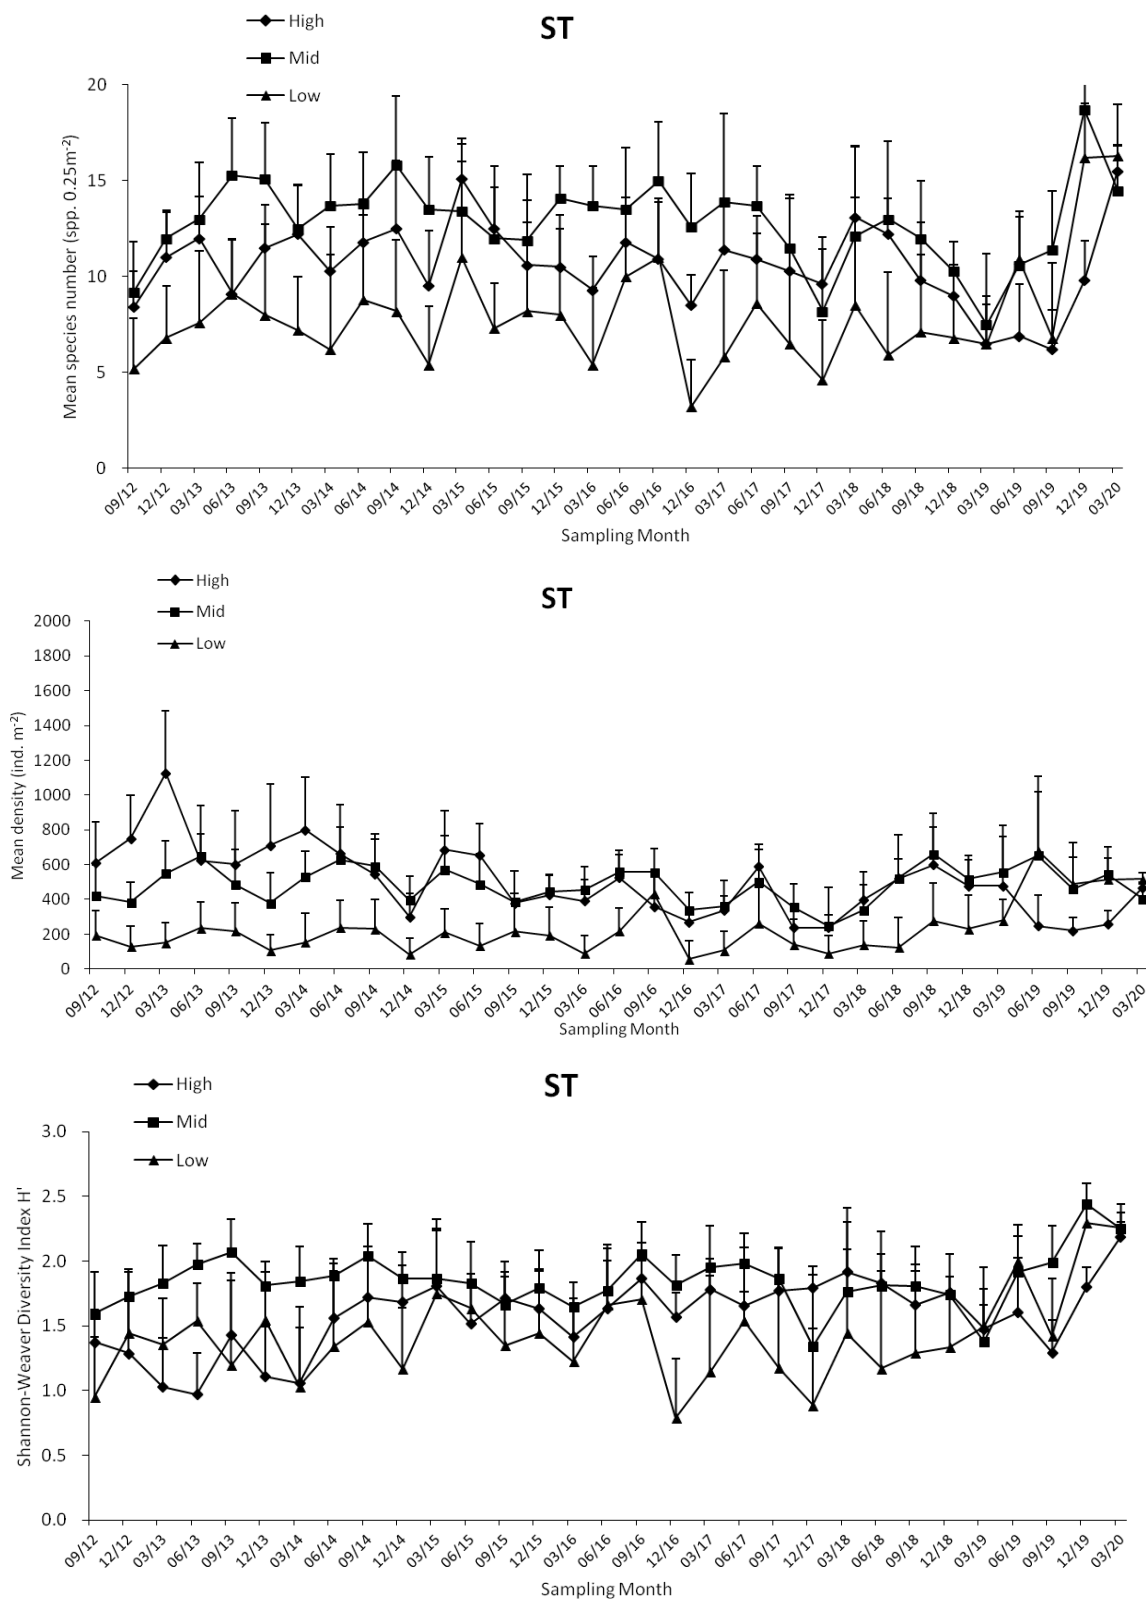 ST
High
Mid
Low
Mean species number (spp. 0.25m⁻²)
20
15
10
5
0
09/12 12/12 03/13 06/13 09/13 12/13 03/14 06/14 09/14 12/14 03/15 06/15 09/15 12/15 03/16 06/16 09/16 12/16 03/17 06/17 09/17 12/17 03/18 06/18 09/18 12/18 03/19 06/19 09/19 12/19 03/20
Sampling Month
ST
High
Mid
Low
Mean density (ind. m⁻²)
2000
1800
1600
1400
1200
1000
800
600
400
200
0
09/12 12/12 03/13 06/13 09/13 12/13 03/14 06/14 09/14 12/14 03/15 06/15 09/15 12/15 03/16 06/16 09/16 12/16 03/17 06/17 09/17 12/17 03/18 06/18 09/18 12/18 03/19 06/19 09/19 12/19 03/20
Sampling Month
ST
High
Mid
Low
Shannon-Weaver Diversity Index H'
3.0
2.5
2.0
1.5
1.0
0.5
0.0
09/12 12/12 03/13 06/13 09/13 12/13 03/14 06/14 09/14 12/14 03/15 06/15 09/15 12/15 03/16 06/16 09/16 12/16 03/17 06/17 09/17 12/17 03/18 06/18 09/18 12/18 03/19 06/19 09/19 12/19 03/20
Sampling Month